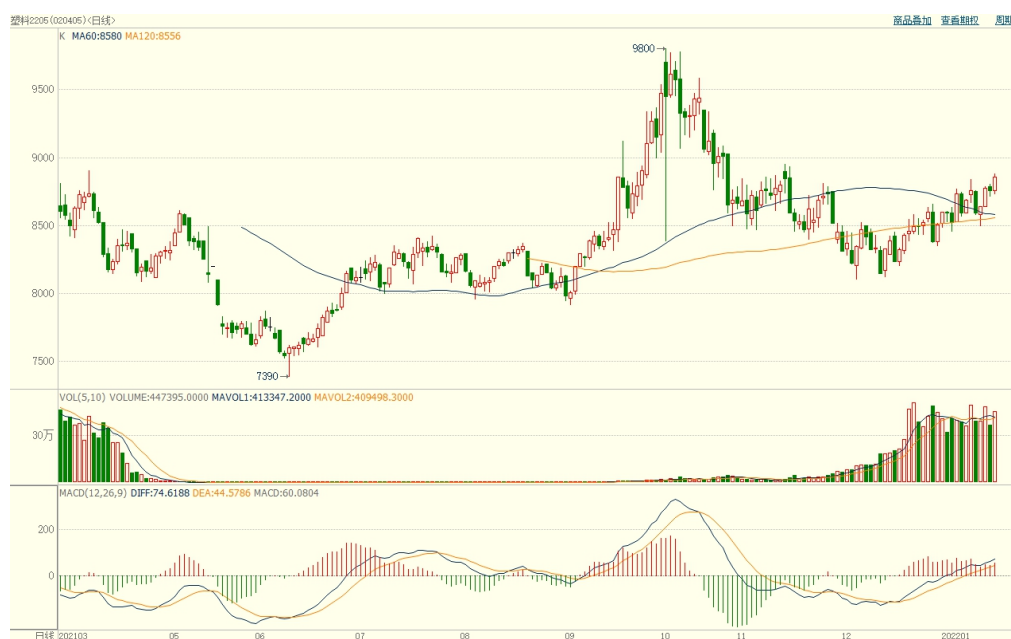 塑料2205(020405)<日线> 商品叠加 查看期权 周期
K MA60:8580 MA120:8556
9800→
9500
9000
8500
8000
7500
7390→
VOL(5,10) VOLUME:447395.0000 MAVOL1:413347.2000 MAVOL2:409498.3000
30万
MACD(12,26,9) DIFF:74.6188 DEA:44.5786 MACD:60.0804
200
0
日线 202103 05 06 07 08 09 10 11 12 202201